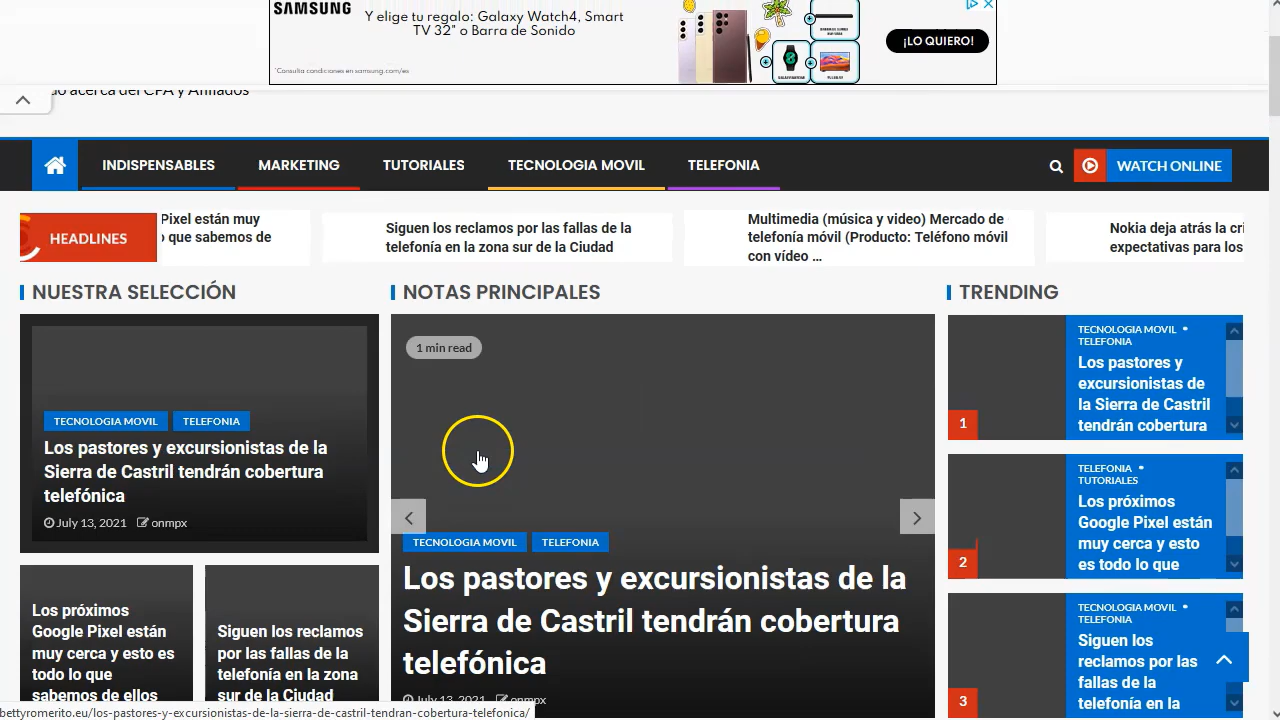 SAMSUNG
Y elige tu regalo: Galaxy Watch4, Smart
TV 32" o Barra de Sonido
¡LO QUIERO!
*Consulta condiciones en samsung.com/es
do acerca del CPA y Afiliados
INDISPENSABLES
MARKETING
TUTORIALES
TECNOLOGIA MOVIL
TELEFONIA
WATCH ONLINE
HEADLINES
Pixel están muy
o que sabemos de
Siguen los reclamos por las fallas de la
telefonía en la zona sur de la Ciudad
Multimedia (música y video) Mercado de
telefonía móvil (Producto: Teléfono móvil
con vídeo ...
Nokia deja atrás la cri
expectativas para los
NUESTRA SELECCIÓN
TECNOLOGIA MOVIL
TELEFONIA
Los pastores y excursionistas de la
Sierra de Castril tendrán cobertura
telefónica
July 13, 2021
onmpx
Los próximos
Google Pixel están
muy cerca y esto es
todo lo que
sabemos de ellos
Siguen los reclamos
por las fallas de la
telefonía en la zona
sur de la Ciudad
NOTAS PRINCIPALES
1 min read
TECNOLOGIA MOVIL
TELEFONIA
Los pastores y excursionistas de la
Sierra de Castril tendrán cobertura
telefónica
July 13, 2021
onmpx
TRENDING
TECNOLOGIA MOVIL •
TELEFONIA
Los pastores y
excursionistas de
la Sierra de Castril
tendrán cobertura
1
TELEFONIA •
TUTORIALES
Los próximos
Google Pixel están
muy cerca y esto
es todo lo que
2
TECNOLOGIA MOVIL •
TELEFONIA
Siguen los
reclamos por las
fallas de la
telefonía en la
3
bettyromerito.eu/los-pastores-y-excursionistas-de-la-sierra-de-castril-tendran-cobertura-telefonica/